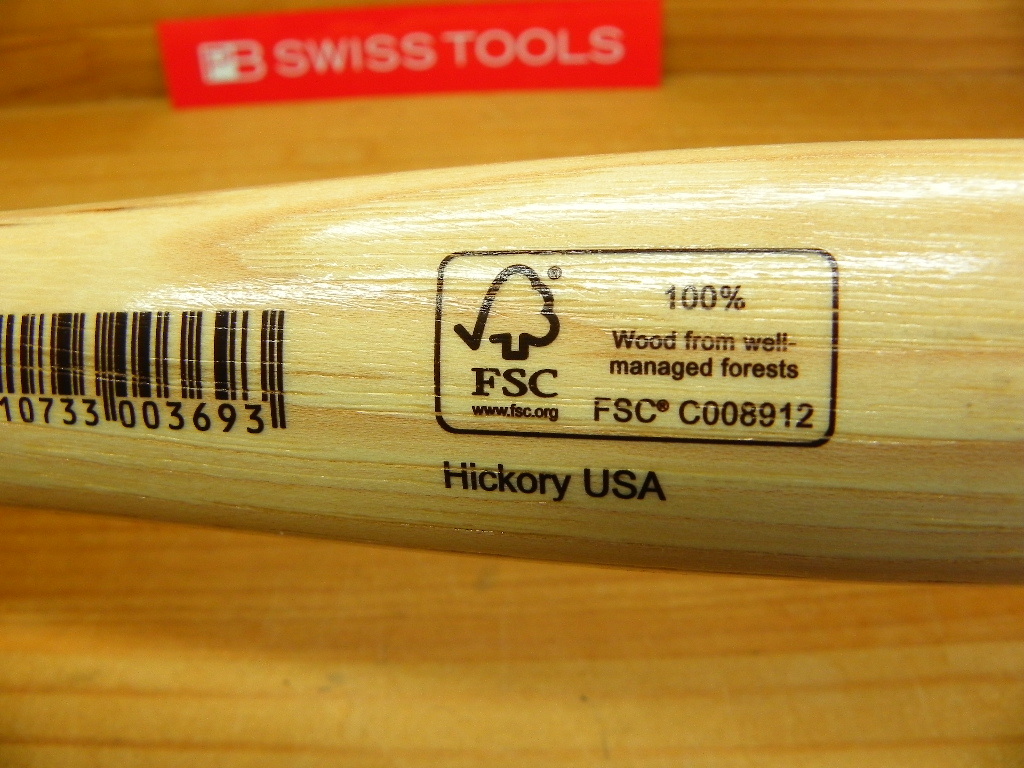 PB SWISS TOOLS
®
100%
Wood from well-
managed forests
FSC
www.fsc.org
FSC® C008912
10733 003693
Hickory USA